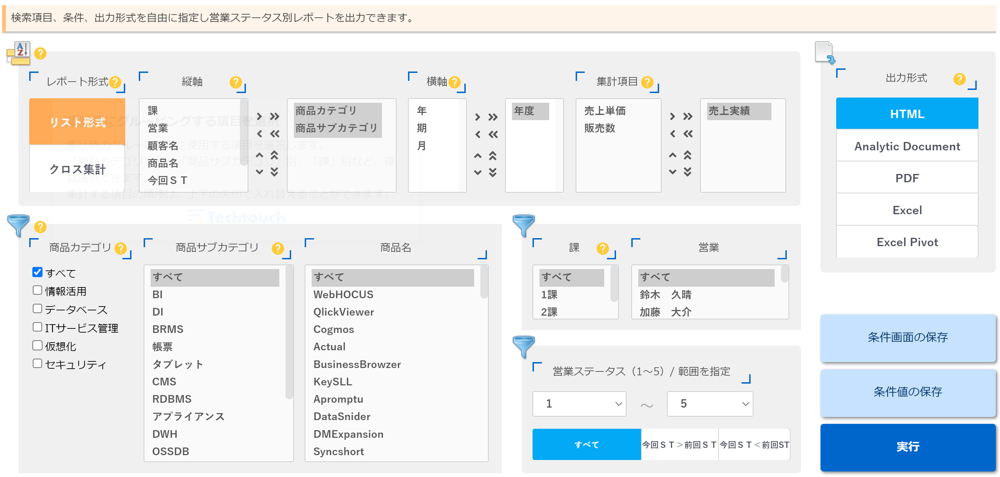 検索項目、条件、出力形式を自由に指定し営業ステータス別レポートを出力できます。
レポート形式
縦軸
横軸
集計項目
出力形式
リスト形式
クロス集計
課
営業
顧客名
商品名
今回ＳＴ
商品カテゴリ
商品サブカテゴリ
年
期
月
年度
売上単価
販売数
売上実績
HTML
Analytic Document
PDF
Excel
Excel Pivot
集計時にグルーピングする項目を選択
集計時のグルーピングに使用する項目を選択します。
「商品カテゴリ」別、「商品サブカテゴリ」別、「課」別など、複
数選択できます。
集計する項目の順序は、上下の矢印で入れ替えることができます。
Techtouch
商品カテゴリ
商品サブカテゴリ
商品名
課
営業
すべて
情報活用
データベース
ITサービス管理
仮想化
セキュリティ
すべて
BI
DI
BRMS
帳票
タブレット
CMS
RDBMS
アプライアンス
DWH
OSSDB
すべて
WebHOCUS
QlickViewer
Cogmos
Actual
BusinessBrowzer
KeySLL
Apromptu
DataSnider
DMExpansion
Syncshort
すべて
1課
2課
すべて
鈴木　久晴
加藤　大介
営業ステータス（1～5）/ 範囲を指定
1 ～ 5
すべて
今回ＳＴ＞前回ＳＴ
今回ＳＴ＜前回ST
条件画面の保存
条件値の保存
実行